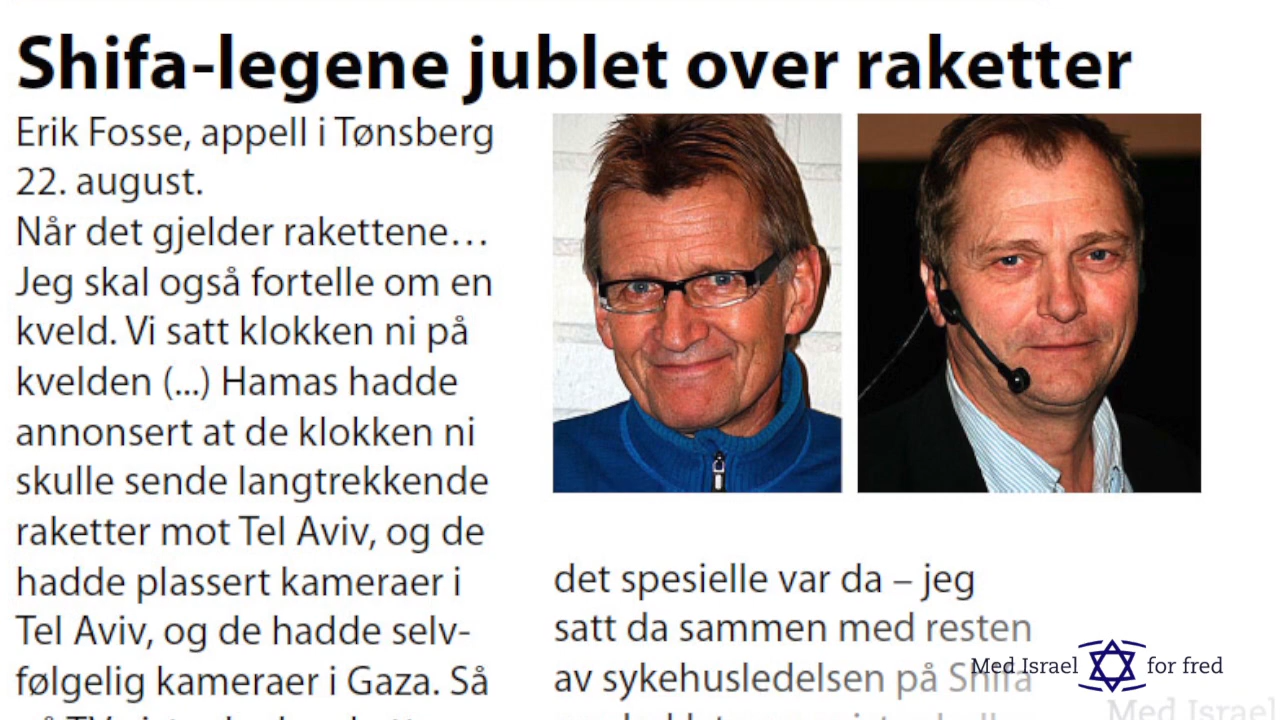 Shifa-legene jublet over raketter
Erik Fosse, appell i Tønsberg
22. august.
Når det gjelder rakettene…
Jeg skal også fortelle om en
kveld. Vi satt klokken ni på
kvelden (...) Hamas hadde
annonsert at de klokken ni
skulle sende langtrekkende
raketter mot Tel Aviv, og de
hadde plassert kameraer i
Tel Aviv, og de hadde selv-
følgelig kameraer i Gaza. Så
det spesielle var da – jeg
satt da sammen med resten
av sykehusledelsen på Shifa
Med Israel for fred
Med Israel